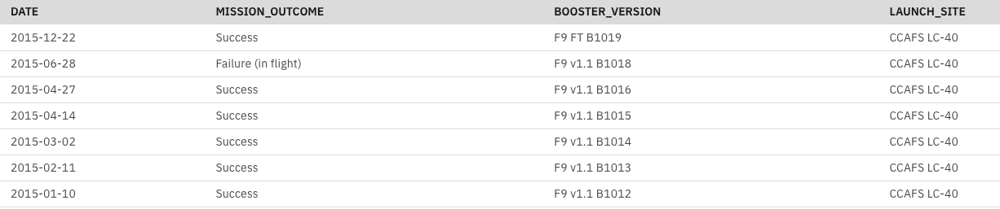 DATE MISSION_OUTCOME BOOSTER_VERSION LAUNCH_SITE
2015-12-22 Success F9 FT B1019 CCAFS LC-40
2015-06-28 Failure (in flight) F9 v1.1 B1018 CCAFS LC-40
2015-04-27 Success F9 v1.1 B1016 CCAFS LC-40
2015-04-14 Success F9 v1.1 B1015 CCAFS LC-40
2015-03-02 Success F9 v1.1 B1014 CCAFS LC-40
2015-02-11 Success F9 v1.1 B1013 CCAFS LC-40
2015-01-10 Success F9 v1.1 B1012 CCAFS LC-40